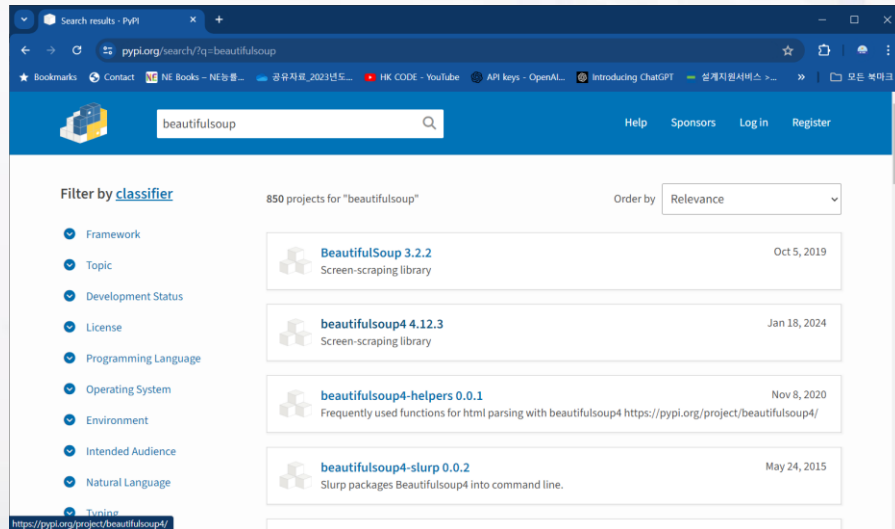 Search results · PyPI
pypi.org/search/?q=beautifulsoup
Bookmarks Contact NE Books – NE능률... 공유자료_2023년도... HK CODE - YouTube API keys - OpenAI... Introducing ChatGPT 설계지원서비스 >... » 모든 북마크
beautifulsoup
Help Sponsors Log in Register
Filter by classifier
Framework
Topic
Development Status
License
Programming Language
Operating System
Environment
Intended Audience
Natural Language
Typing
850 projects for "beautifulsoup"
Order by Relevance
BeautifulSoup 3.2.2 Oct 5, 2019
Screen-scraping library
beautifulsoup4 4.12.3 Jan 18, 2024
Screen-scraping library
beautifulsoup4-helpers 0.0.1 Nov 8, 2020
Frequently used functions for html parsing with beautifulsoup4 https://pypi.org/project/beautifulsoup4/
beautifulsoup4-slurp 0.0.2 May 24, 2015
Slurp packages Beautifulsoup4 into command line.
https://pypi.org/project/beautifulsoup4/